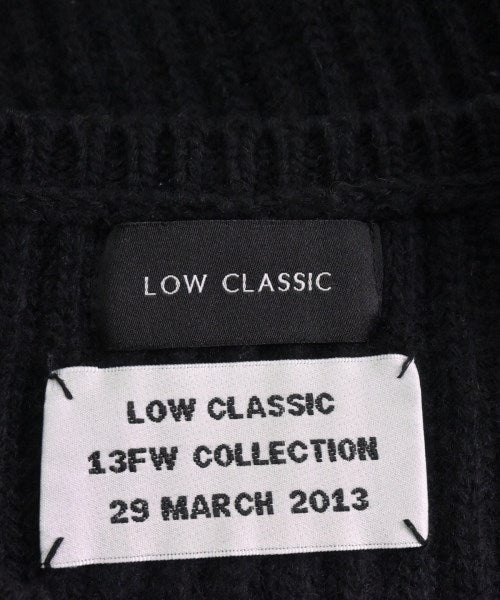 LOW CLASSIC
LOW CLASSIC
13FW COLLECTION
29 MARCH 2013